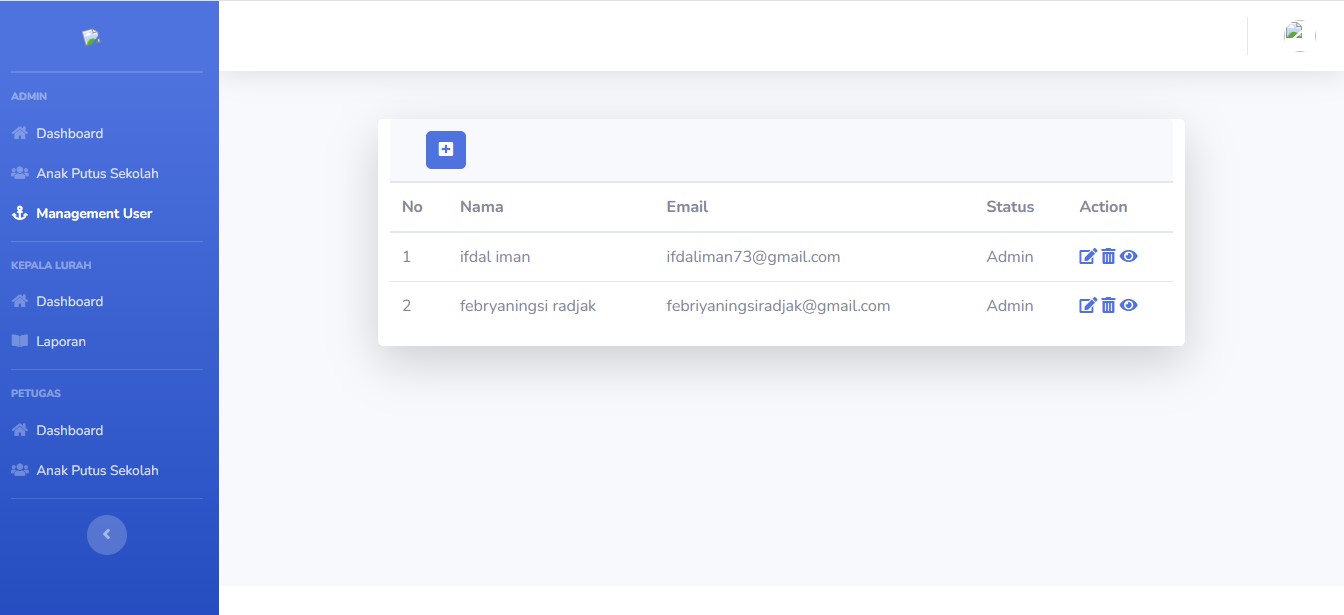 ADMIN
Dashboard
Anak Putus Sekolah
Management User
KEPALA LURAH
Dashboard
Laporan
PETUGAS
Dashboard
Anak Putus Sekolah
No Nama Email Status Action
1 ifdal iman ifdaliman73@gmail.com Admin
2 febryaningsi radjak febriyaningsiradjak@gmail.com Admin